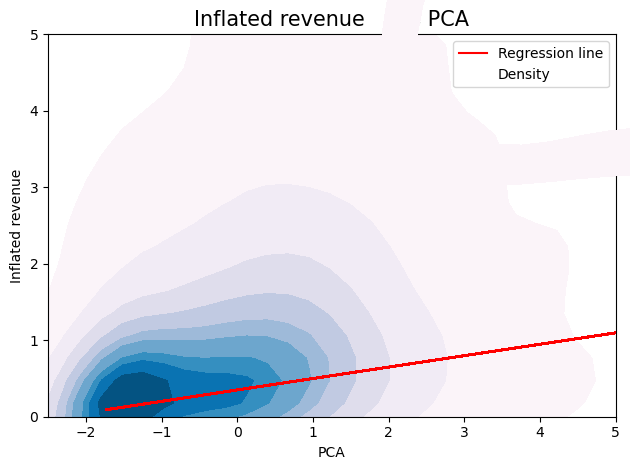 Inflated revenue PCA
5
4
3
2
1
0
Inflated revenue
Regression line
Density
−2
−1
0
1
2
3
4
5
PCA